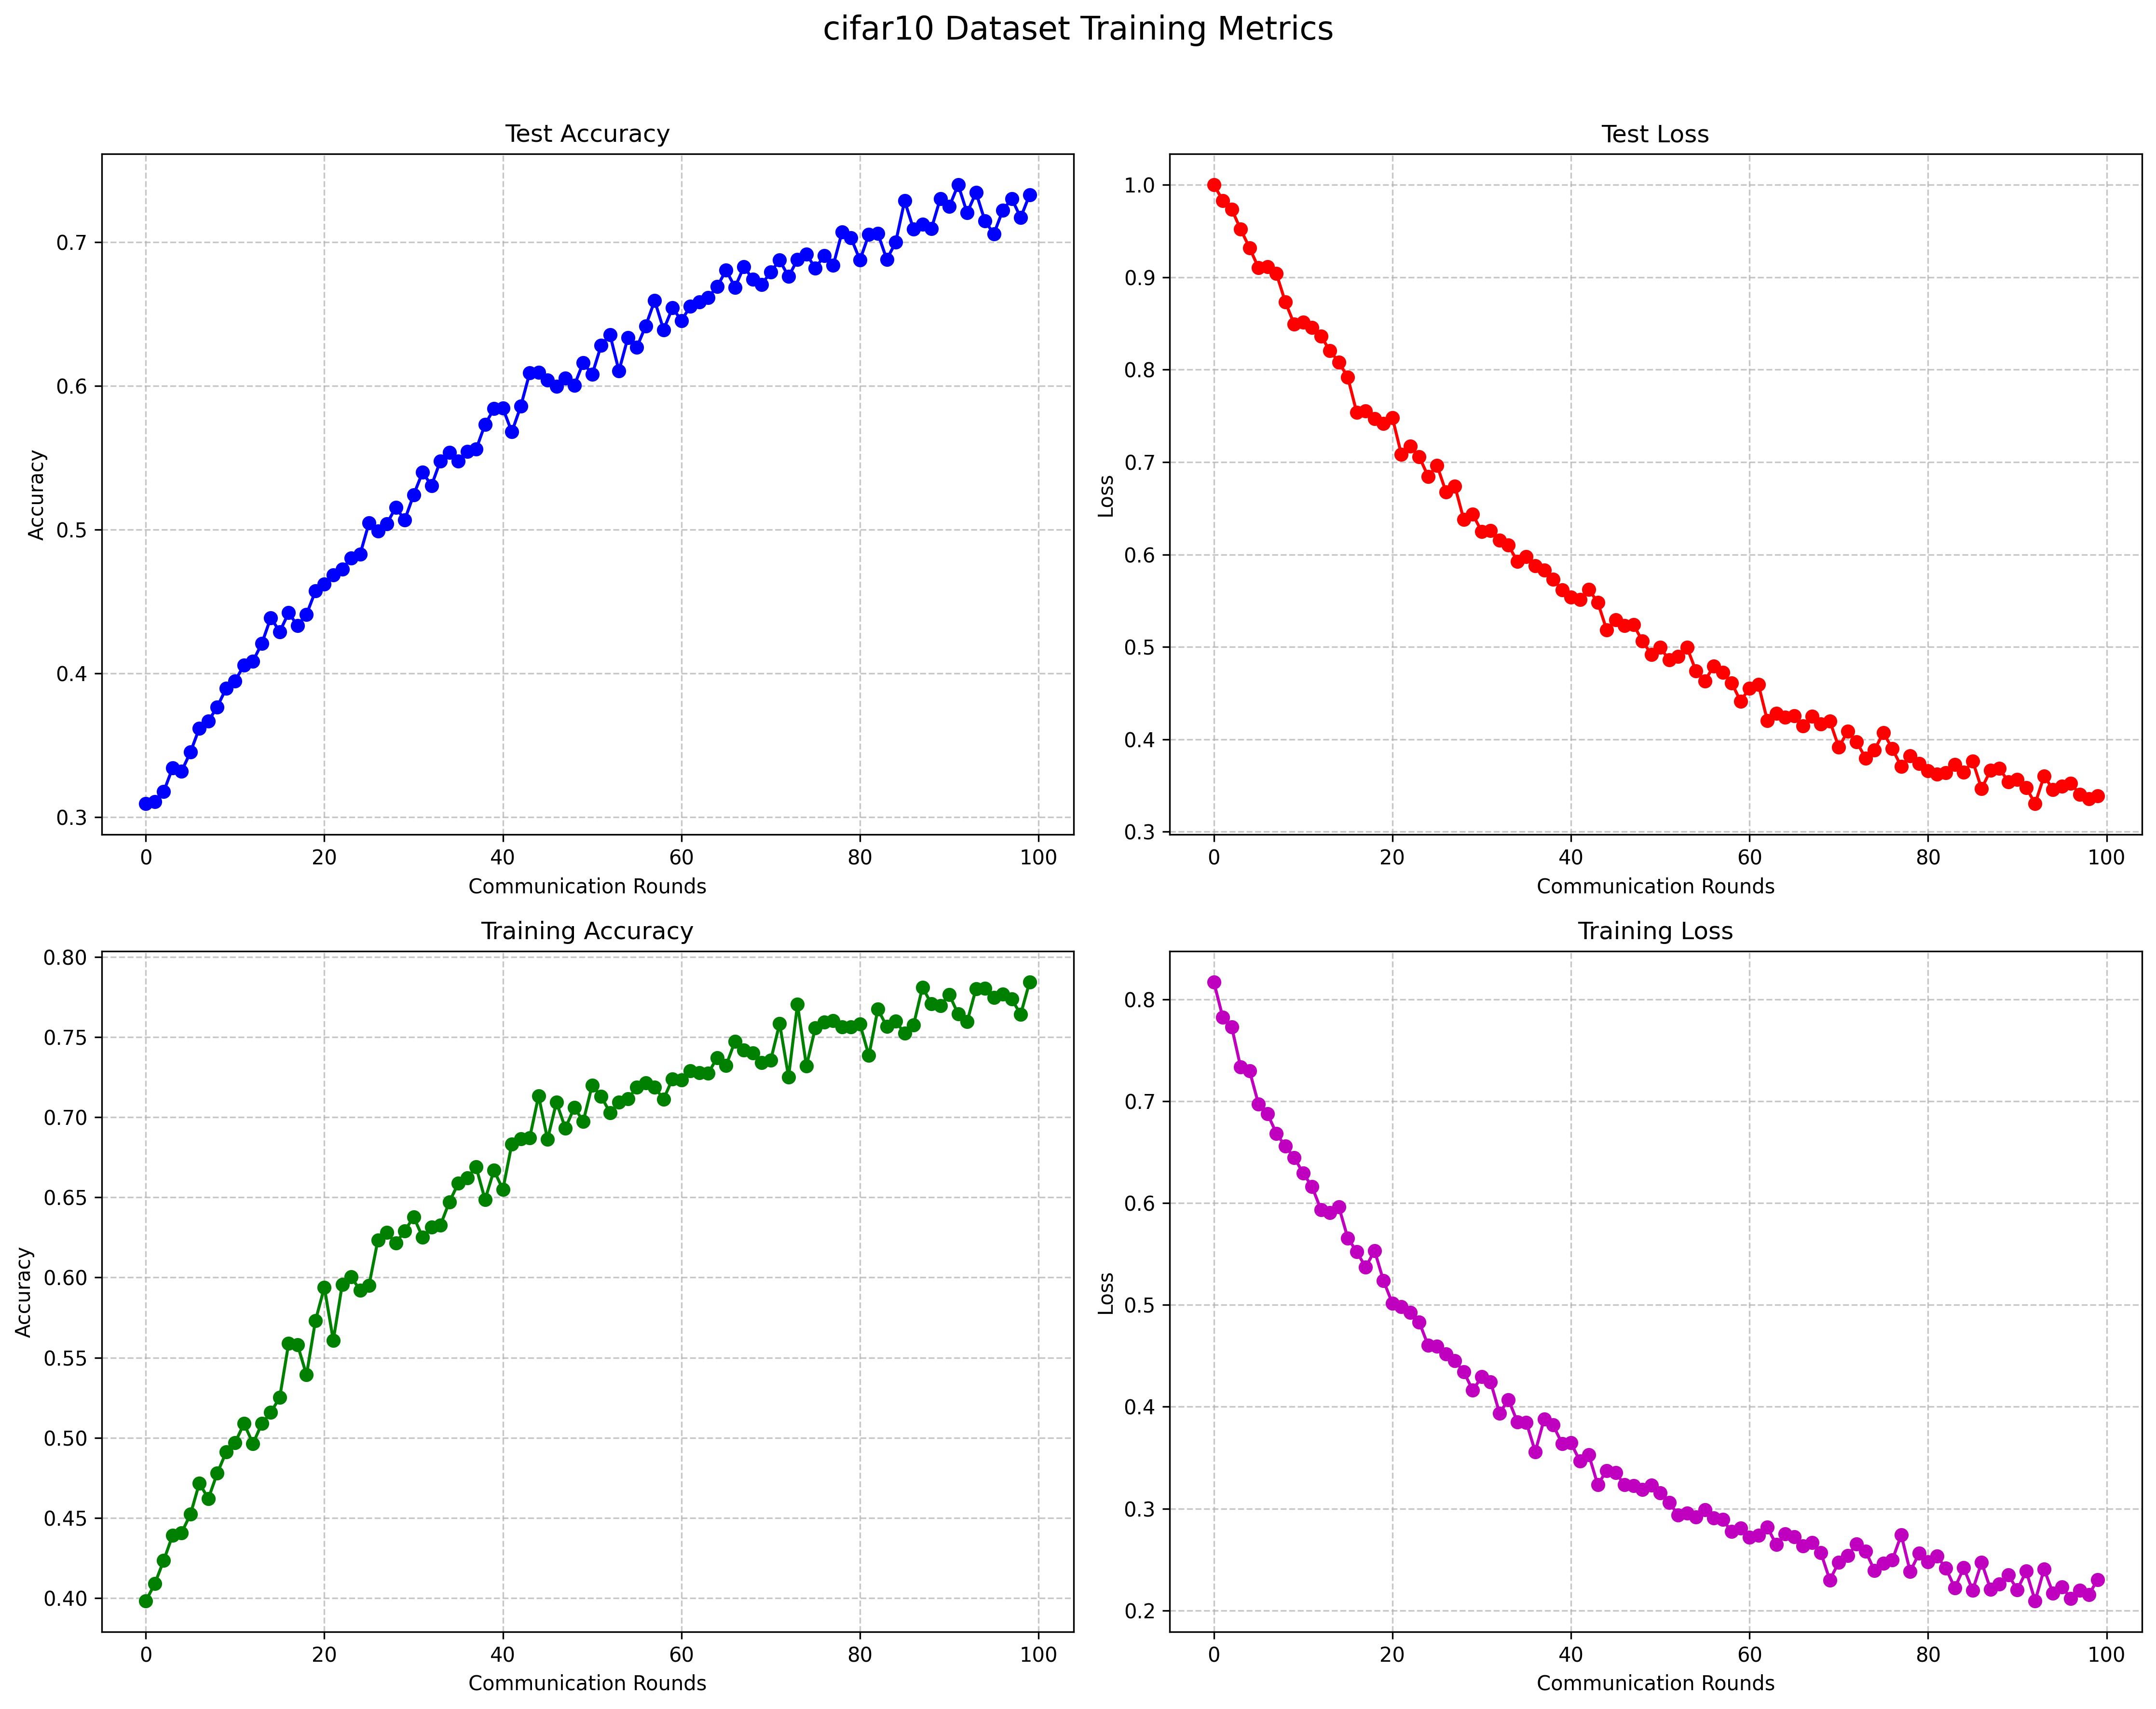 cifar10 Dataset Training Metrics
Test Accuracy
Accuracy
0.7
0.6
0.5
0.4
0.3
0 20 40 60 80 100
Communication Rounds
Test Loss
Loss
1.0
0.9
0.8
0.7
0.6
0.5
0.4
0.3
0 20 40 60 80 100
Communication Rounds
Training Accuracy
Accuracy
0.80
0.75
0.70
0.65
0.60
0.55
0.50
0.45
0.40
0 20 40 60 80 100
Communication Rounds
Training Loss
Loss
0.8
0.7
0.6
0.5
0.4
0.3
0.2
0 20 40 60 80 100
Communication Rounds